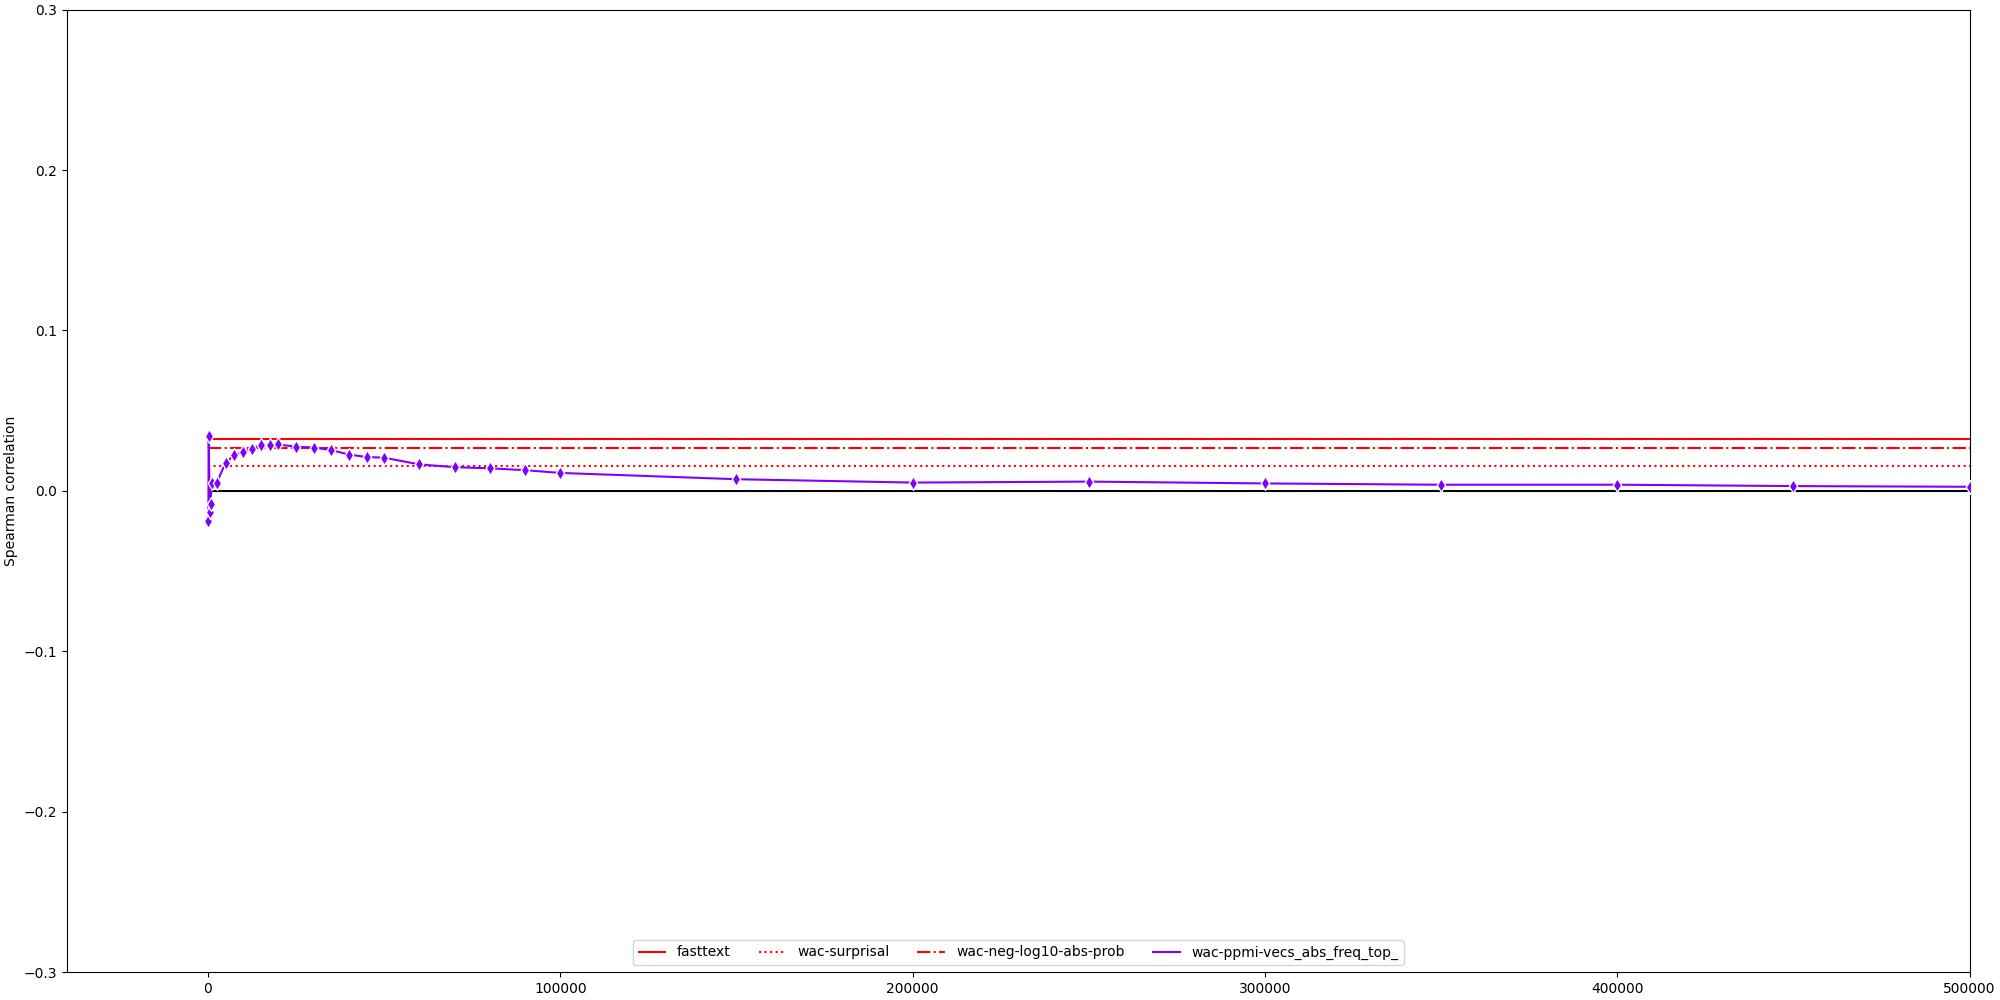 0.3
0.2
0.1
0.0
−0.1
−0.2
−0.3
Spearman correlation
fasttext wac-surprisal wac-neg-log10-abs-prob wac-ppmi-vecs_abs_freq_top_
0 100000 200000 300000 400000 500000